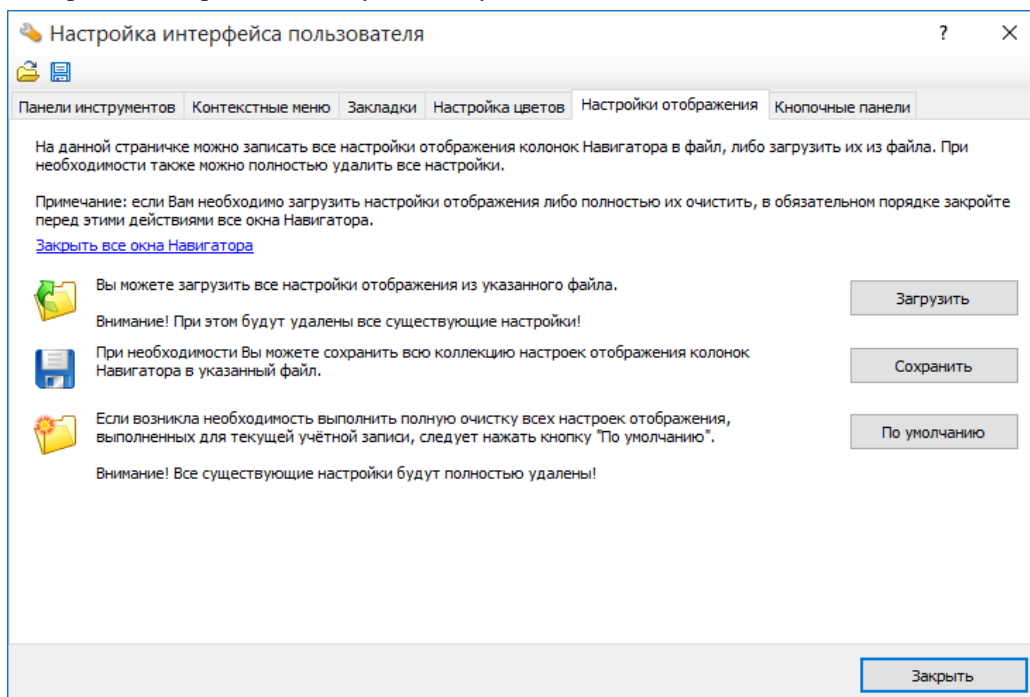 Настройка интерфейса пользователя
?
Панели инструментов Контекстные меню Закладки Настройка цветов Настройки отображения Кнопочные панели
На данной страничке можно записать все настройки отображения колонок Навигатора в файл, либо загрузить их из файла. При
необходимости также можно полностью удалить все настройки.
Примечание: если Вам необходимо загрузить настройки отображения либо полностью их очистить, в обязательном порядке закройте
перед этими действиями все окна Навигатора.
Закрыть все окна Навигатора
Вы можете загрузить все настройки отображения из указанного файла.
Загрузить
Внимание! При этом будут удалены все существующие настройки!
При необходимости Вы можете сохранить всю коллекцию настроек отображения колонок
Навигатора в указанный файл.
Сохранить
Если возникла необходимость выполнить полную очистку всех настроек отображения,
выполненных для текущей учётной записи, следует нажать кнопку "По умолчанию".
По умолчанию
Внимание! Все существующие настройки будут полностью удалены!
Закрыть